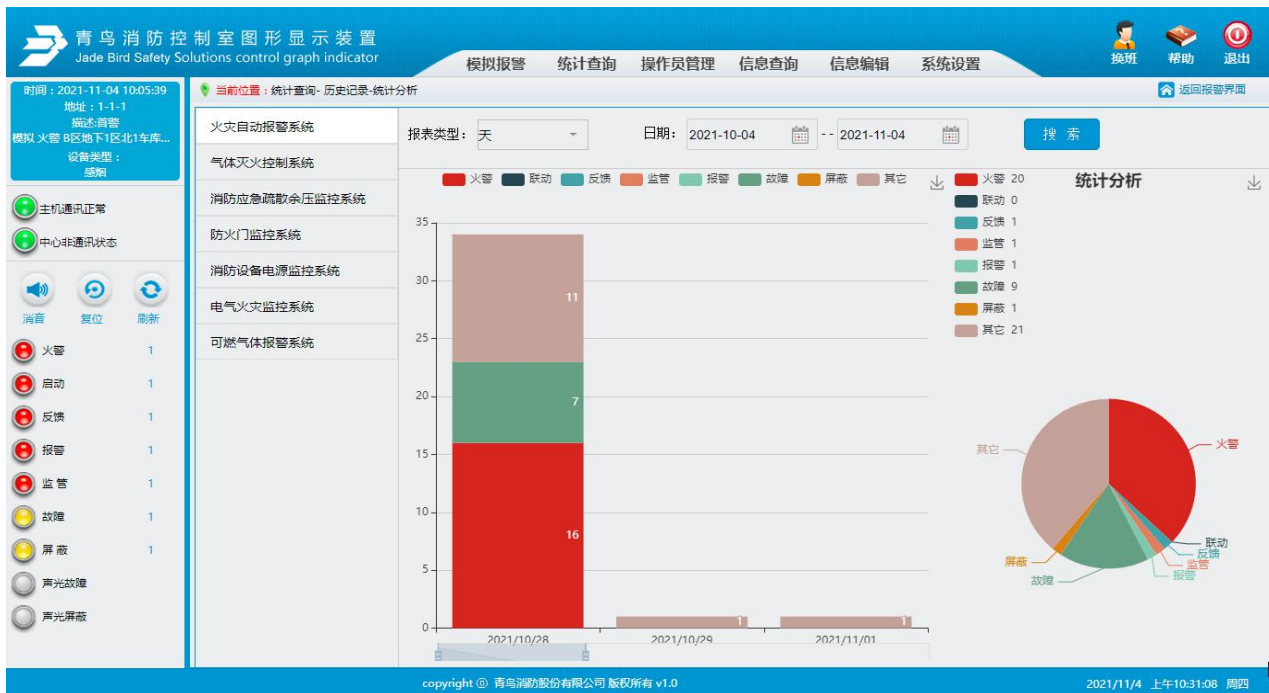 青鸟消防控制室图形显示装置
Jade Bird Safety Solutions control graph indicator
模拟报警 统计查询 操作员管理 信息查询 信息编辑 系统设置
换班 帮助 退出
时间：2021-11-04 10:05:39
地址：1-1-1
描述:首警
模拟 火警 B区地下1区北1车库...
设备类型：
感烟
当前位置：统计查询- 历史记录-统计分析
返回报警界面
主机通讯正常
中心非通讯状态
消音 复位 刷新
火警 1
启动 1
反馈 1
报警 1
监 管 1
故障 1
屏 蔽 1
声光故障
声光屏蔽
火灾自动报警系统
气体灭火控制系统
消防应急疏散余压监控系统
防火门监控系统
消防设备电源监控系统
电气火灾监控系统
可燃气体报警系统
报表类型： 天 日期： 2021-10-04 -- 2021-11-04 搜 索
火警 联动 反馈 监管 报警 故障 屏蔽 其它
35
30
25
20
15
10
5
0
11
7
16
1
1
2021/10/28 2021/10/29 2021/11/01
统计分析
火警 20
联动 0
反馈 1
监管 1
报警 1
故障 9
屏蔽 1
其它 21
其它
火警
联动
反馈
监管
报警
屏蔽
故障
copyright ⓒ 青鸟消防股份有限公司 版权所有 v1.0
2021/11/4 上午10:31:08 周四